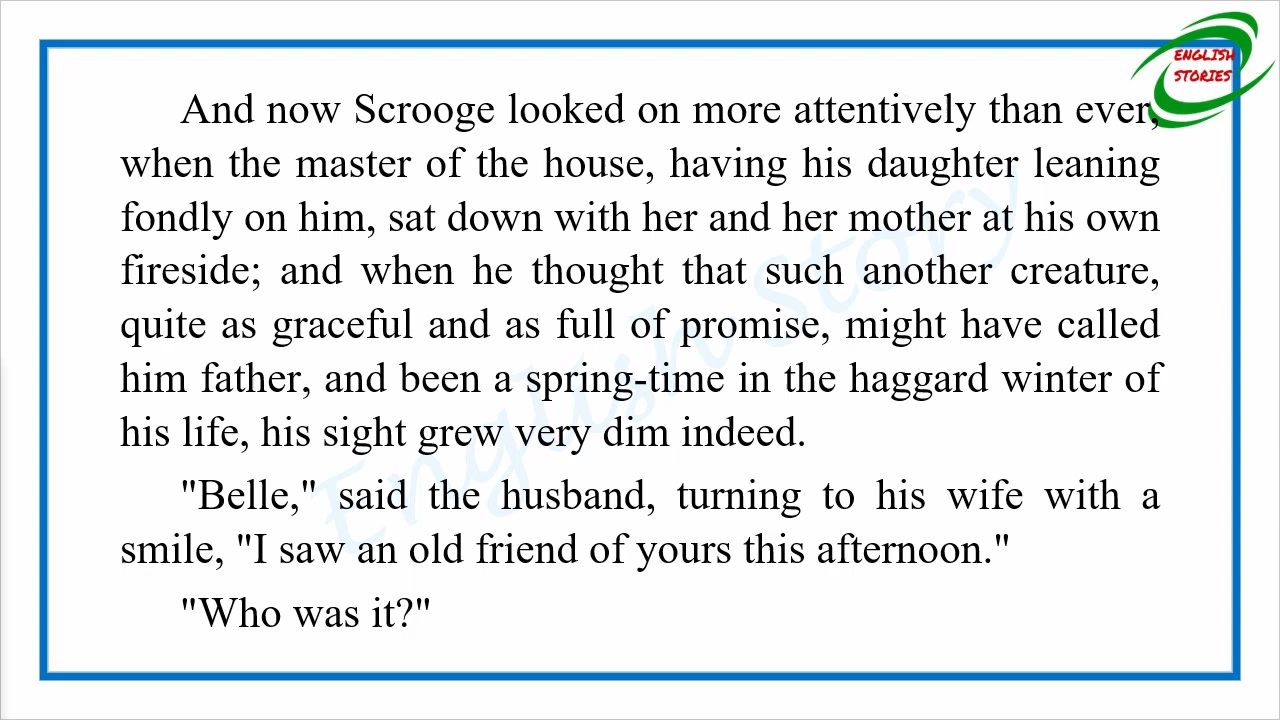 ENGLISH
STORIES
And now Scrooge looked on more attentively than ever,
when the master of the house, having his daughter leaning
fondly on him, sat down with her and her mother at his own
fireside; and when he thought that such another creature,
quite as graceful and as full of promise, might have called
him father, and been a spring-time in the haggard winter of
his life, his sight grew very dim indeed.
"Belle," said the husband, turning to his wife with a
smile, "I saw an old friend of yours this afternoon."
"Who was it?"
English Story